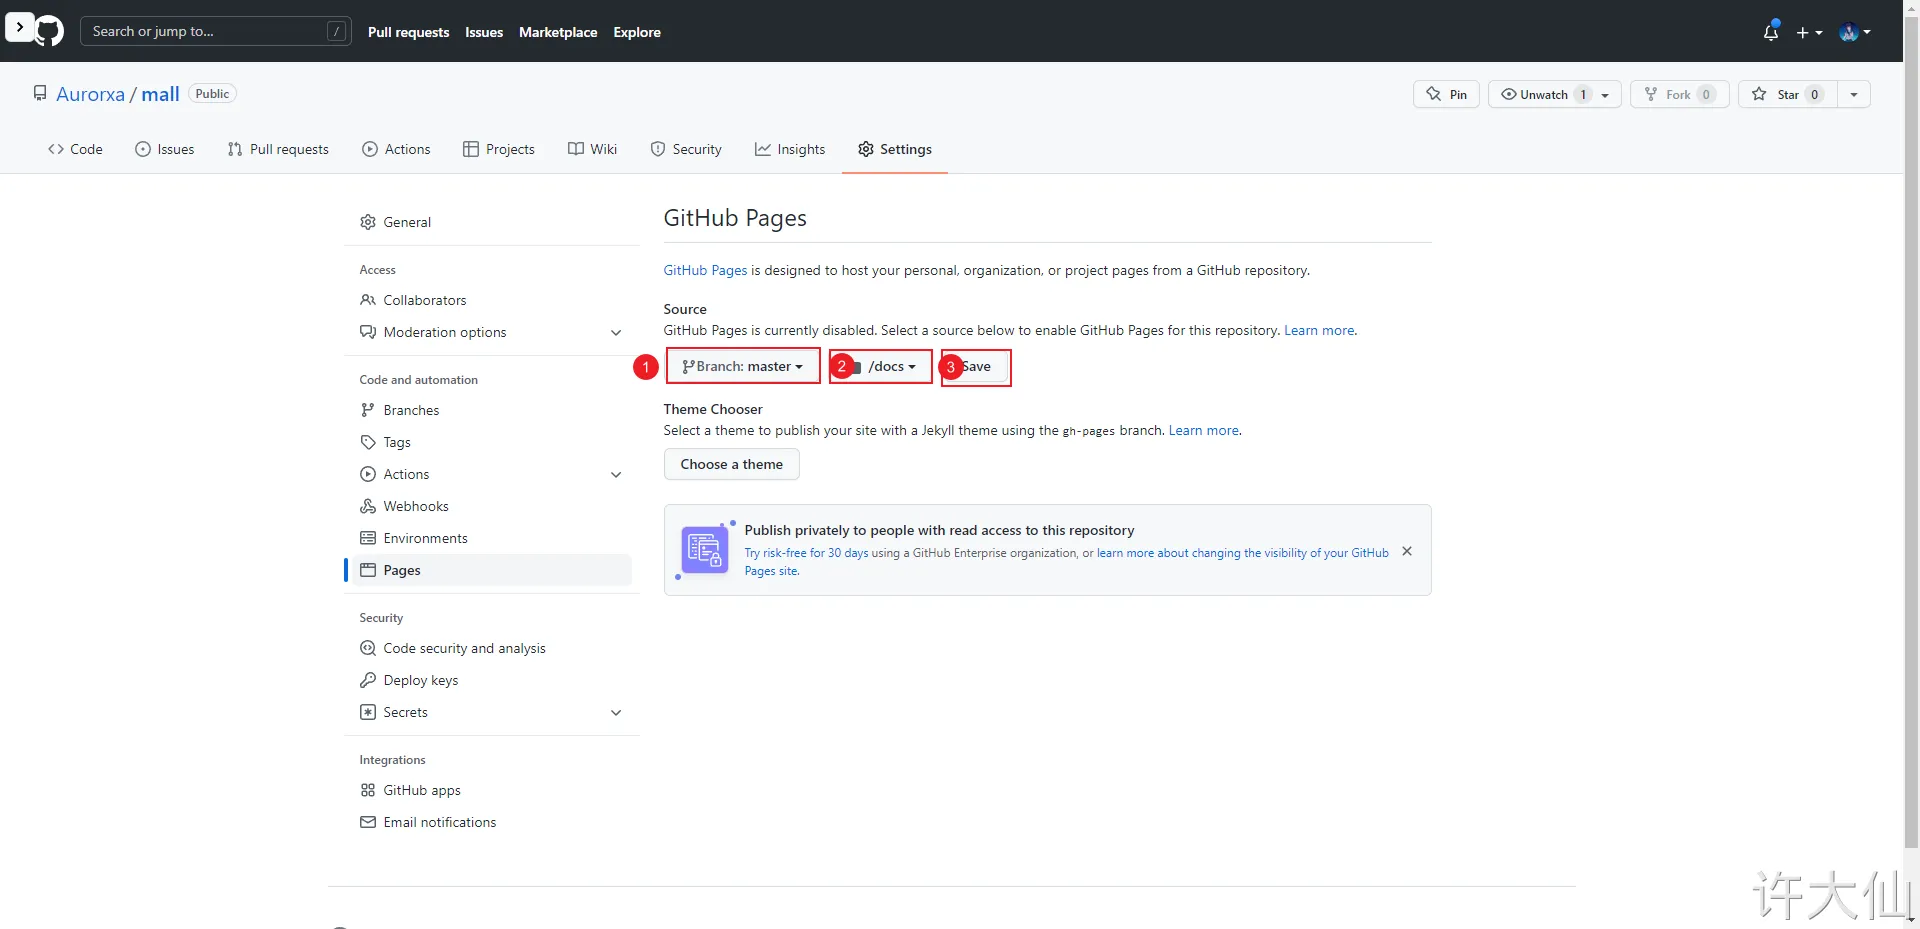 Search or jump to... /
Pull requests Issues Marketplace Explore
Aurorxa / mall Public
Pin Unwatch 1 Fork 0 Star 0
Code Issues Pull requests Actions Projects Wiki Security Insights Settings
General
Access
Collaborators
Moderation options
Code and automation
Branches
Tags
Actions
Webhooks
Environments
Pages
Security
Code security and analysis
Deploy keys
Secrets
Integrations
GitHub apps
Email notifications
GitHub Pages
GitHub Pages is designed to host your personal, organization, or project pages from a GitHub repository.
Source
GitHub Pages is currently disabled. Select a source below to enable GitHub Pages for this repository. Learn more.
1 Branch: master 2 /docs 3 Save
Theme Chooser
Select a theme to publish your site with a Jekyll theme using the gh-pages branch. Learn more.
Choose a theme
Publish privately to people with read access to this repository
Try risk-free for 30 days using a GitHub Enterprise organization, or learn more about changing the visibility of your GitHub
Pages site.
许大仙